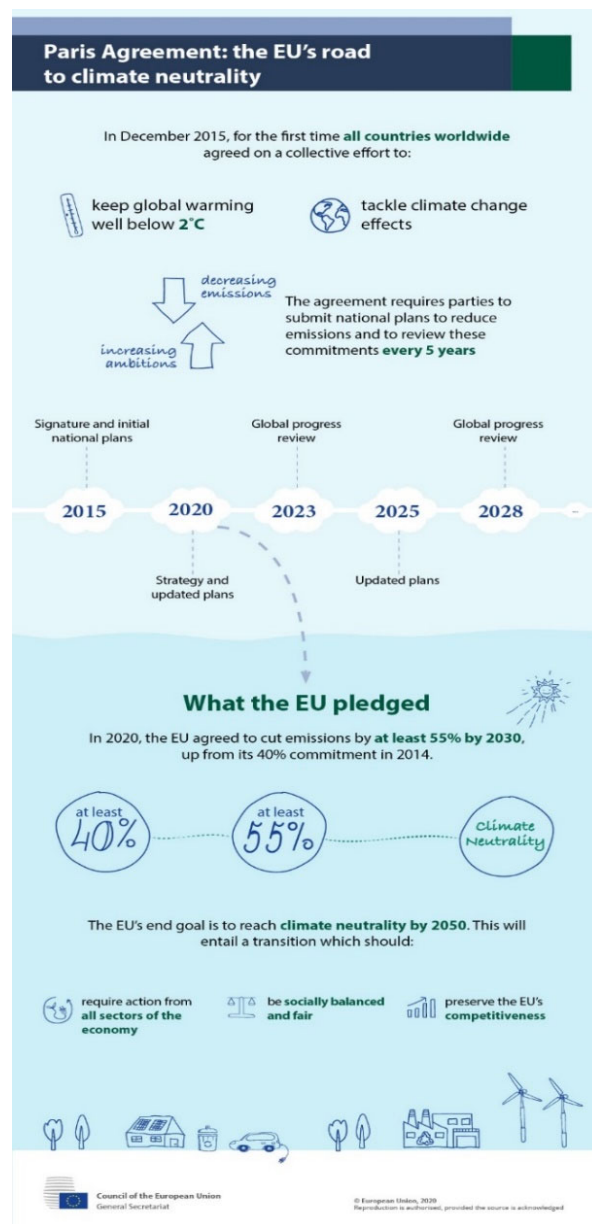 Paris Agreement: the EU's road
to climate neutrality
In December 2015, for the first time all countries worldwide
agreed on a collective effort to:
keep global warming
well below 2°C
tackle climate change
effects
decreasing
emissions
increasing
ambitions
The agreement requires parties to
submit national plans to reduce
emissions and to review these
commitments every 5 years
Signature and initial
national plans
Global progress
review
Global progress
review
2015
2020
2023
2025
2028
...
Strategy and
updated plans
Updated plans
What the EU pledged
In 2020, the EU agreed to cut emissions by at least 55% by 2030,
up from its 40% commitment in 2014.
at least
40%
at least
55%
Climate
Neutrality
The EU's end goal is to reach climate neutrality by 2050. This will
entail a transition which should:
require action from
all sectors of the
economy
be socially balanced
and fair
preserve the EU's
competitiveness
Council of the European Union
General Secretariat
© European Union, 2020
Reproduction is authorised, provided the source is acknowledged